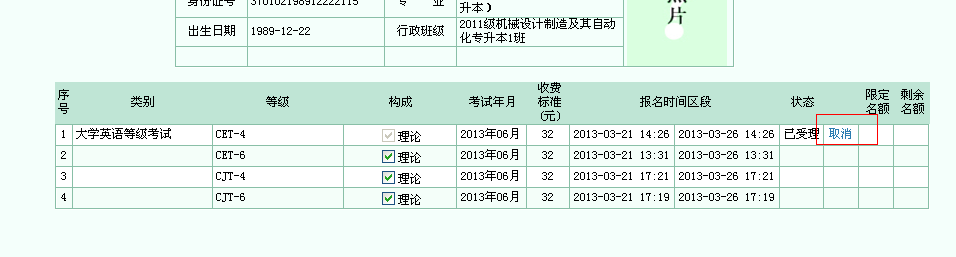 身份证号 370102198912222115 专 业 升本）
片
出生日期 1989-12-22 行政班级 2011级机械设计制造及其自动
化专升本1班
序号 类别 等级 构成 考试年月 收费标准(元) 报名时间区段 状态 限定名额 剩余名额
1 大学英语等级考试 CET-4 理论 2013年06月 32 2013-03-21 14:26 2013-03-26 14:26 已受理 取消
2 CET-6 理论 2013年06月 32 2013-03-21 13:31 2013-03-26 13:31
3 CJT-4 理论 2013年06月 32 2013-03-21 17:21 2013-03-26 17:21
4 CJT-6 理论 2013年06月 32 2013-03-21 17:19 2013-03-26 17:19